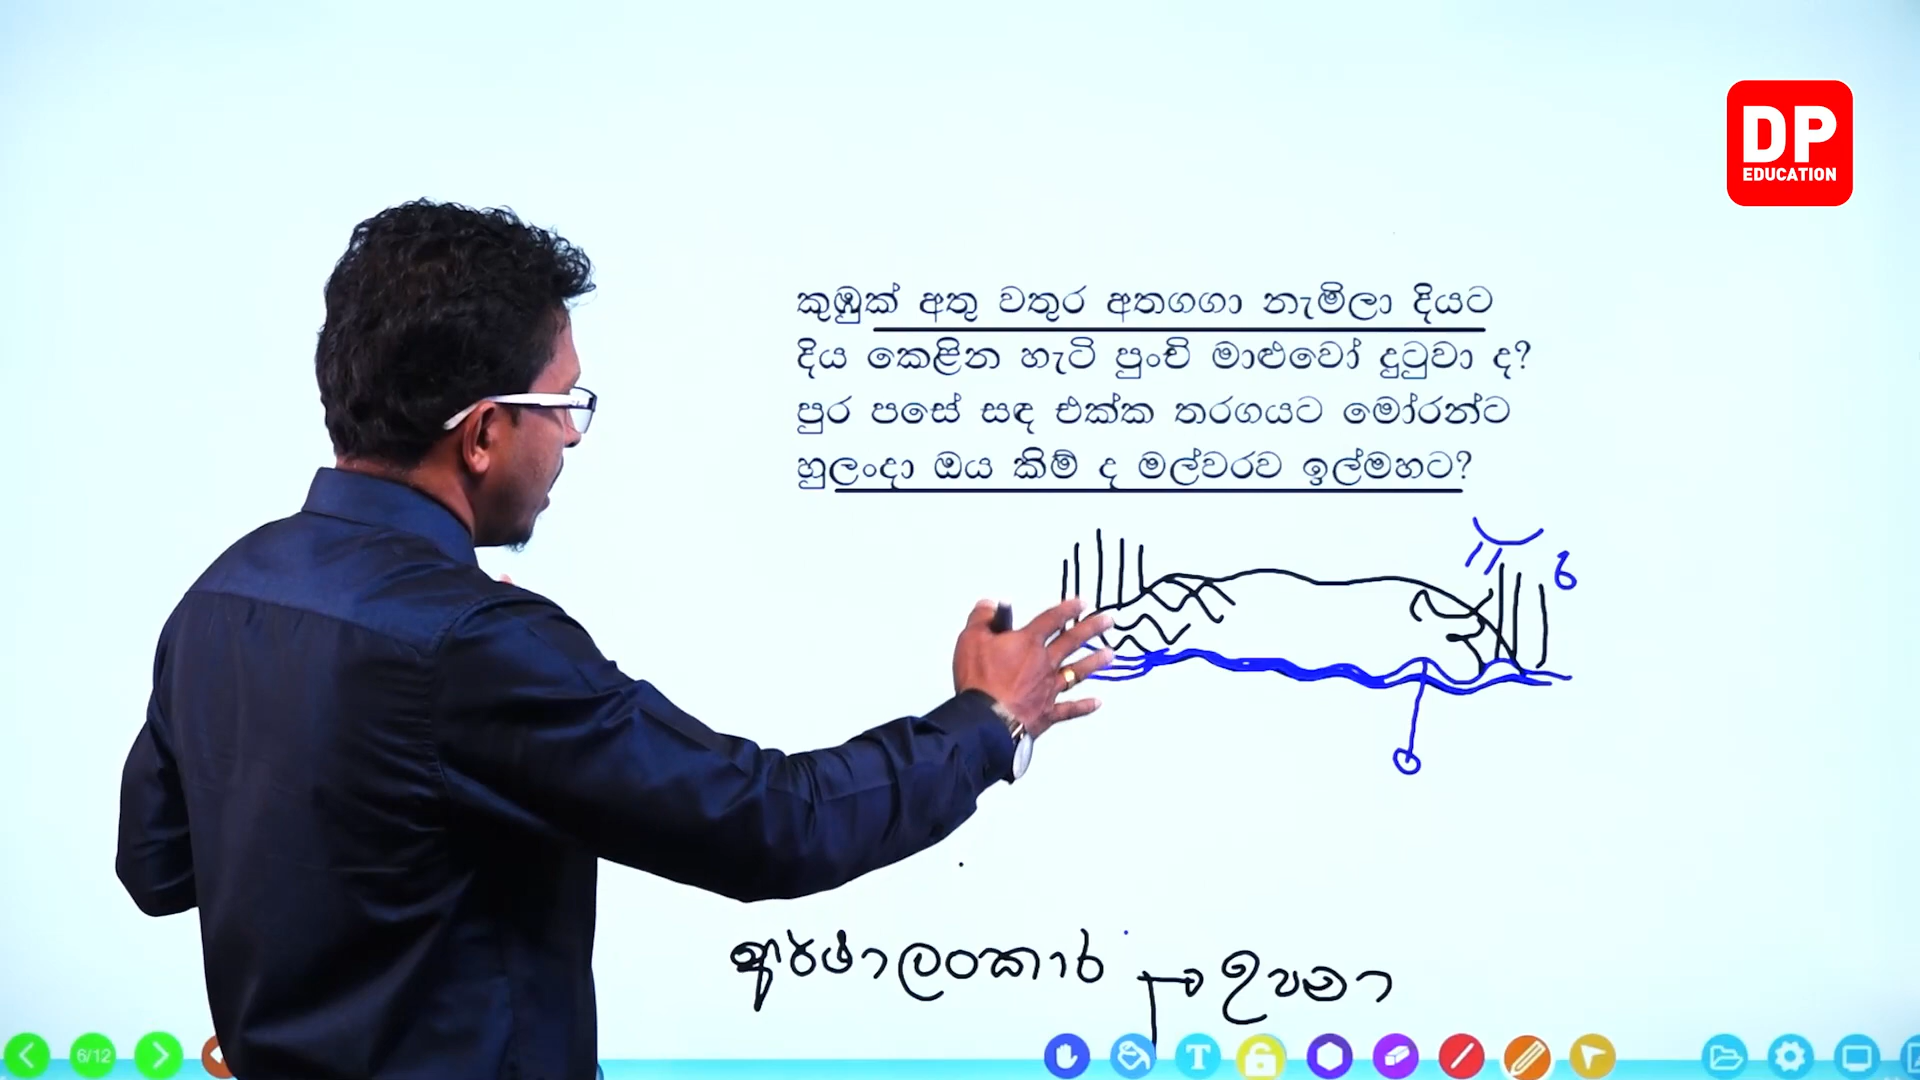 DP
EDUCATION
කුඹුක් අතු වතුර අතගගා නැමිලා දියට
දිය කෙළින හැටි පුංචි මාළුවෝ දුටුවා ද?
පුර පසේ සඳ එක්ක තරගයට මෝරන්ට
හුලංදා ඔය කිම් ද මල්වරව ඉල්මහට?
අර්ථාලංකාර උපමා
6/12
T